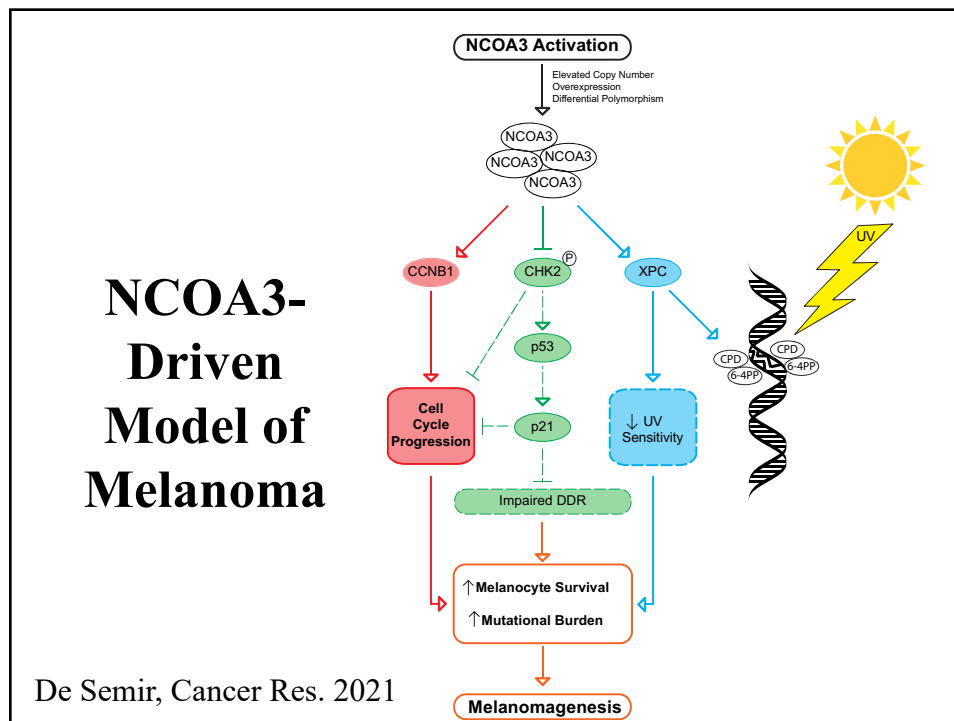 NCOA3 Activation
Elevated Copy Number
Overexpression
Differential Polymorphism
NCOA3
NCOA3
NCOA3
NCOA3
UV
CCNB1
CHK2
P
XPC
NCOA3-
Driven
Model of
Melanoma
p53
CPD
6-4PP
CPD
6-4PP
Cell
Cycle
Progression
p21
↓ UV
Sensitivity
Impaired DDR
↑Melanocyte Survival
↑Mutational Burden
De Semir, Cancer Res. 2021
Melanomagenesis